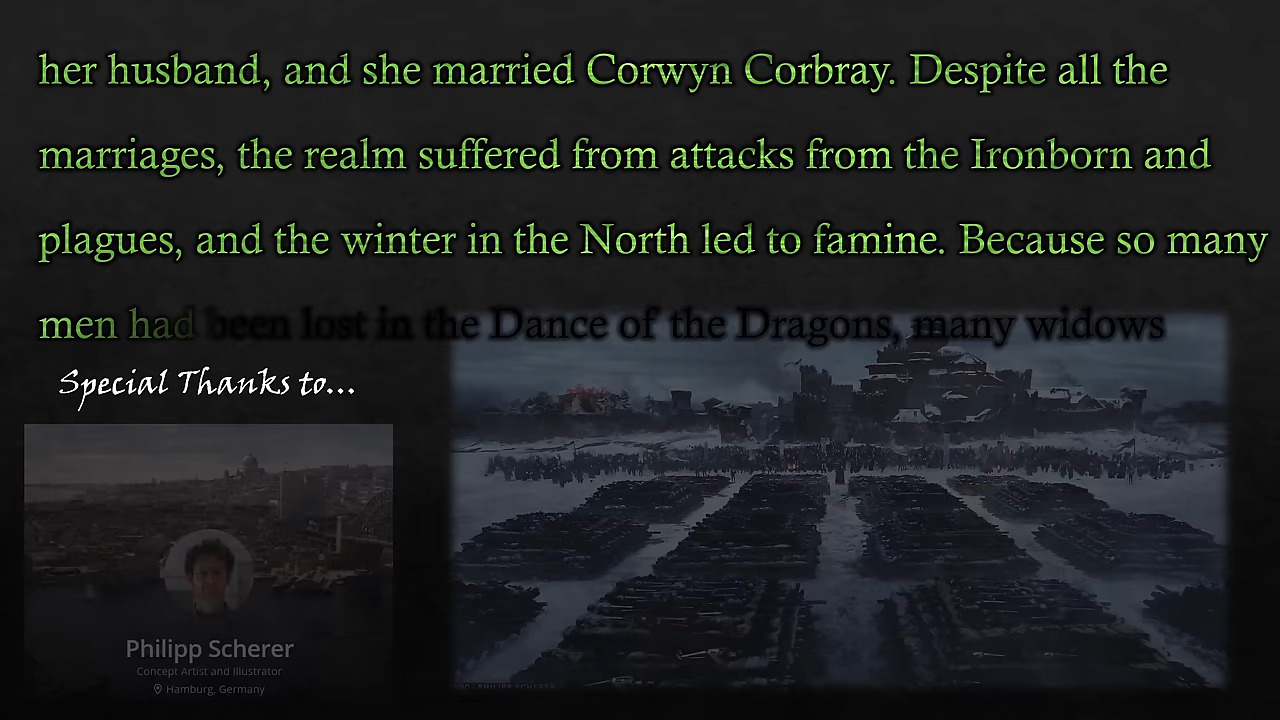 her husband, and she married Corwyn Corbray. Despite all the
marriages, the realm suffered from attacks from the Ironborn and
plagues, and the winter in the North led to famine. Because so many
men had been lost in the Dance of the Dragons, many widows
Special Thanks to...
Philipp Scherer
Concept Artist and Illustrator
Hamburg, Germany
PHILIPP SCHERER